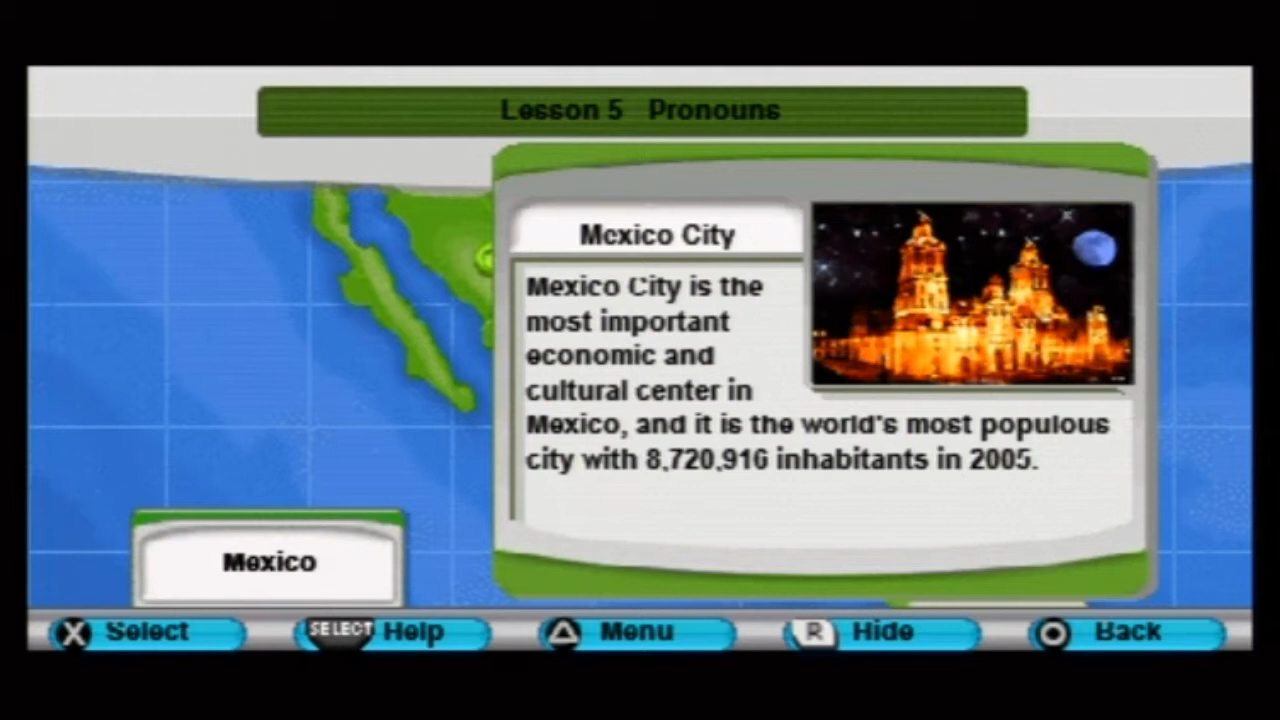 Lesson 5 Pronouns
Mexico City
Mexico City is the
most important
economic and
cultural center in
Mexico, and it is the world's most populous
city with 8,720,916 inhabitants in 2005.
Mexico
X Select
SELECT Help
Menu
R Hide
Back